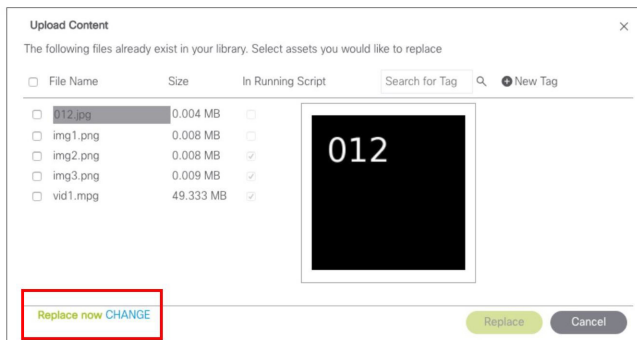 Upload Content
The following files already exist in your library. Select assets you would like to replace
File Name Size In Running Script Search for Tag New Tag
012.jpg 0.004 MB
img1.png 0.008 MB
img2.png 0.008 MB
img3.png 0.009 MB
vid1.mpg 49.333 MB
012
Replace now CHANGE
Replace Cancel